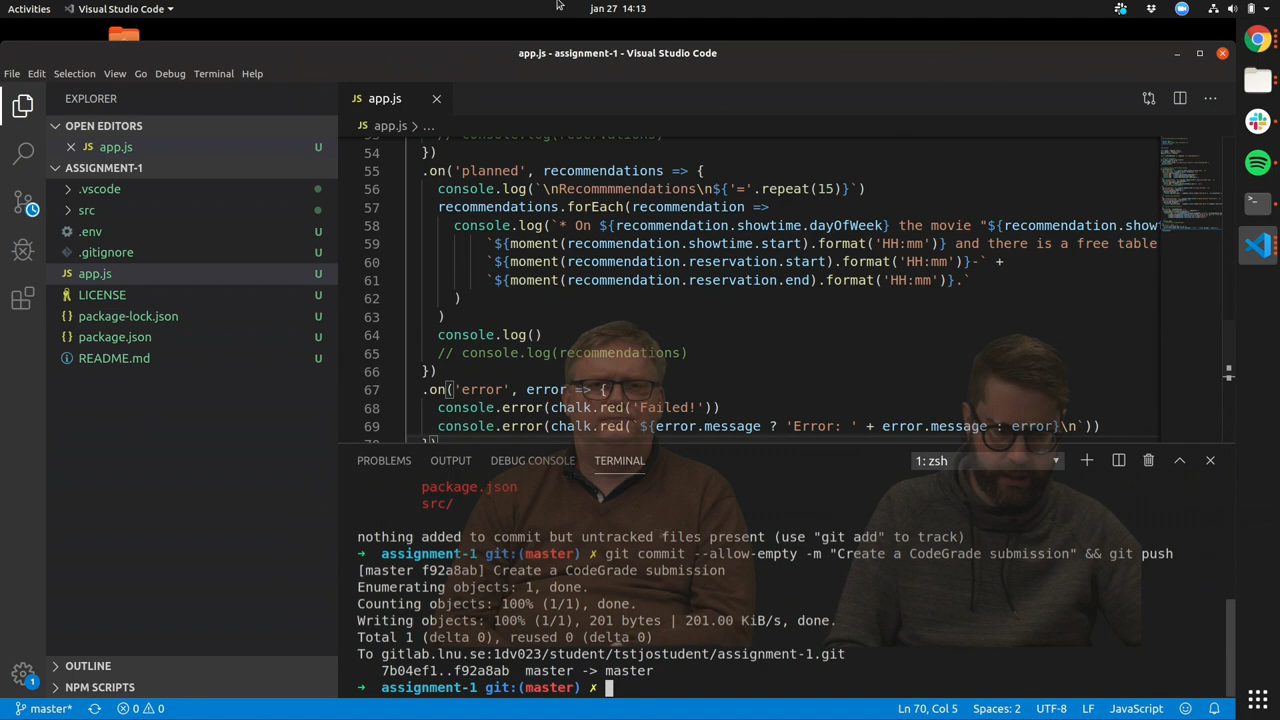 Activities
Visual Studio Code
jan 27 14:13
app.js - assignment-1 - Visual Studio Code
File Edit Selection View Go Debug Terminal Help
EXPLORER
OPEN EDITORS
app.js U
ASSIGNMENT-1
.vscode
src
.env U
.gitignore U
app.js U
LICENSE U
package-lock.json U
package.json U
README.md U
OUTLINE
NPM SCRIPTS
JS app.js
JS app.js > ...
53 // console.log(reservations)
54 })
55 .on('planned', recommendations => {
56 console.log(`\nRecommmendations\n${'='.repeat(15)}`)
57 recommendations.forEach(recommendation =>
58 console.log(`* On ${recommendation.showtime.dayOfWeek} the movie "${recommendation.showt
59 `${moment(recommendation.showtime.start).format('HH:mm')} and there is a free table
60 `${moment(recommendation.reservation.start).format('HH:mm')}-` +
61 `${moment(recommendation.reservation.end).format('HH:mm')}.`
62 )
63 )
64 console.log()
65 // console.log(recommendations)
66 })
67 .on('error', error => {
68 console.error(chalk.red('Failed!'))
69 console.error(chalk.red(`${error.message ? 'Error: ' + error.message : error}\n`))
70 })
PROBLEMS OUTPUT DEBUG CONSOLE TERMINAL
1: zsh
package.json
src/
nothing added to commit but untracked files present (use "git add" to track)
➜ assignment-1 git:(master) ✗ git commit --allow-empty -m "Create a CodeGrade submission" && git push
[master f92a8ab] Create a CodeGrade submission
Enumerating objects: 1, done.
Counting objects: 100% (1/1), done.
Writing objects: 100% (1/1), 201 bytes | 201.00 KiB/s, done.
Total 1 (delta 0), reused 0 (delta 0)
To gitlab.lnu.se:1dv023/student/tstjostudent/assignment-1.git
7b04ef1..f92a8ab master -> master
➜ assignment-1 git:(master) ✗
1
master* 0 0
Ln 70, Col 5 Spaces: 2 UTF-8 LF JavaScript